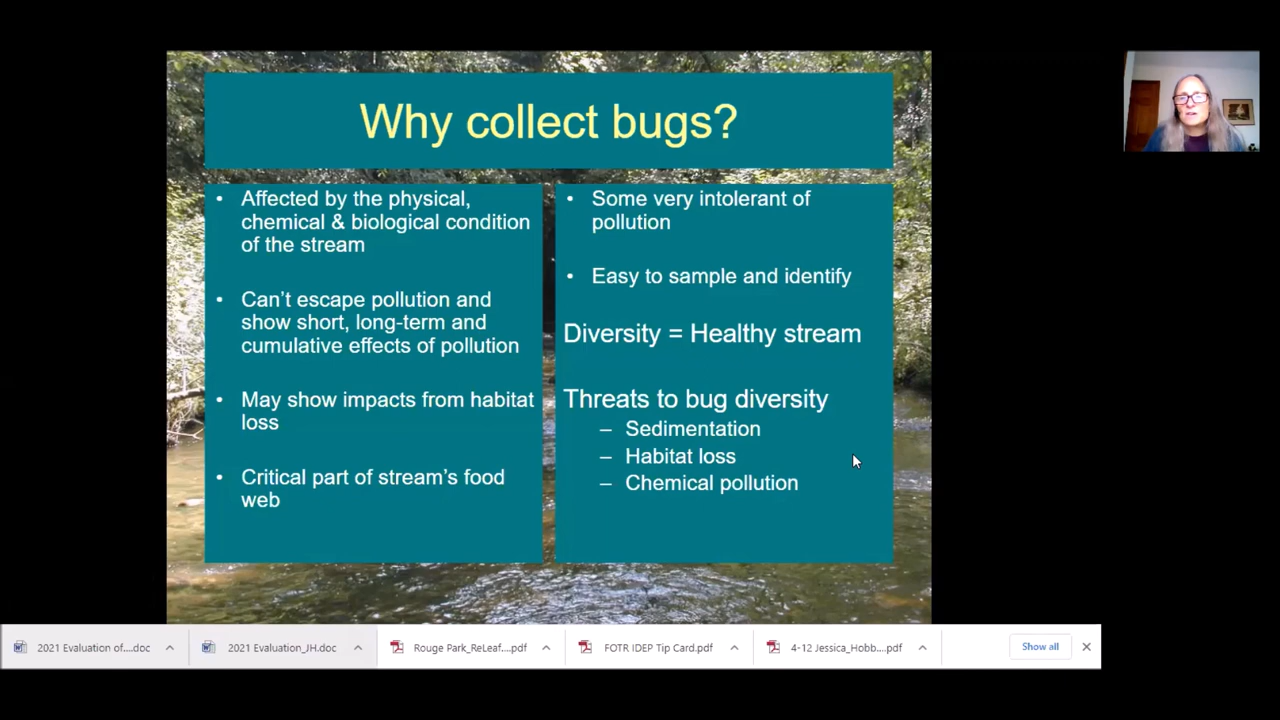 Why collect bugs?
• Affected by the physical,
chemical & biological condition
of the stream
• Can't escape pollution and
show short, long-term and
cumulative effects of pollution
• May show impacts from habitat
loss
• Critical part of stream's food
web
• Some very intolerant of
pollution
• Easy to sample and identify
Diversity = Healthy stream
Threats to bug diversity
– Sedimentation
– Habitat loss
– Chemical pollution
2021 Evaluation of....doc
2021 Evaluation_JH.doc
Rouge Park_ReLeaf....pdf
FOTR IDEP Tip Card.pdf
4-12 Jessica_Hobb....pdf
Show all